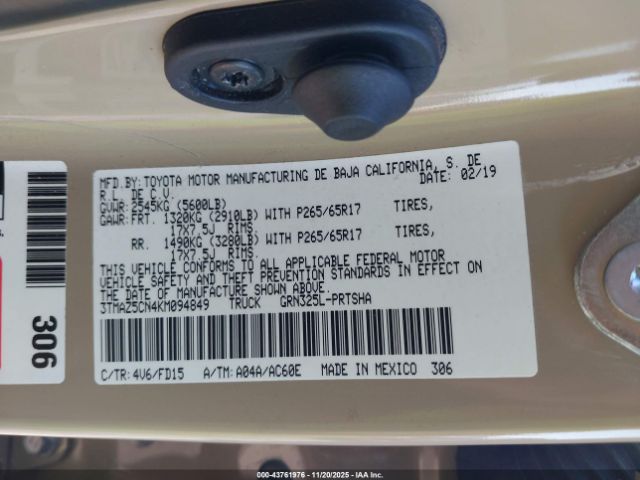 MFD.BY: TOYOTA MOTOR MANUFACTURING DE BAJA CALIFORNIA, S. DE
R.L. DE C.V. DATE: 02/19
GVWR: 2545KG (5600LB)
GAWR: FRT. 1320KG (2910LB) WITH P265/65R17 TIRES,
17X7.5J RIMS.
RR. 1490KG (3280LB) WITH P265/65R17 TIRES,
17X7.5J RIMS.
THIS VEHICLE CONFORMS TO ALL APPLICABLE FEDERAL MOTOR
VEHICLE SAFETY AND THEFT PREVENTION STANDARDS IN EFFECT ON
THE DATE OF MANUFACTURE SHOWN ABOVE.
3TMAZ5CN4KM094849 TRUCK GRN325L-PRTSHA
C/TR: 4V6/FD15 A/TM: A04A/AC60E MADE IN MEXICO 306
306
000-43761976 - 11/20/2025 - IAA Inc.